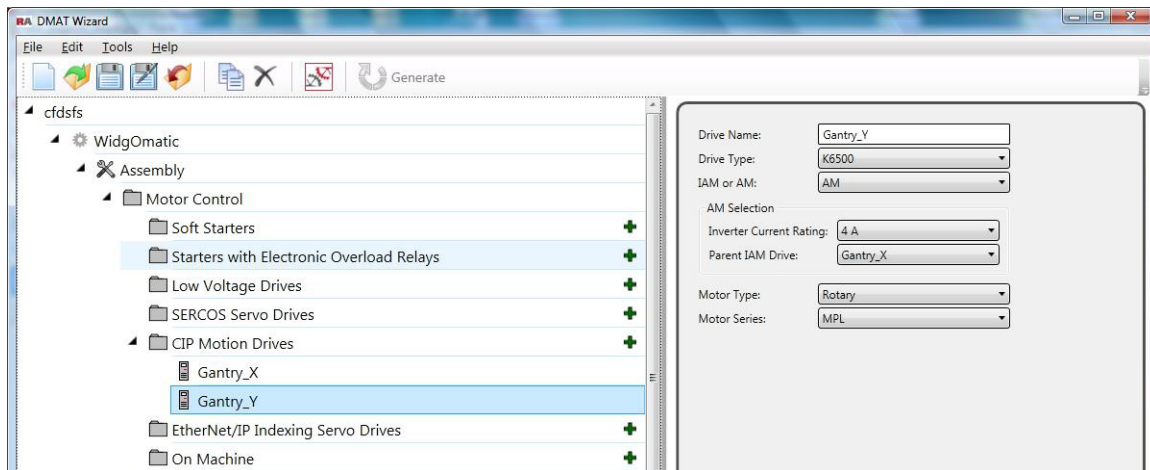 RA DMAT Wizard
File Edit Tools Help
Generate
cfdsfs
WidgOmatic
Assembly
Motor Control
Soft Starters
Starters with Electronic Overload Relays
Low Voltage Drives
SERCOS Servo Drives
CIP Motion Drives
Gantry_X
Gantry_Y
EtherNet/IP Indexing Servo Drives
On Machine
Drive Name: Gantry_Y
Drive Type: K6500
IAM or AM: AM
AM Selection
Inverter Current Rating: 4 A
Parent IAM Drive: Gantry_X
Motor Type: Rotary
Motor Series: MPL